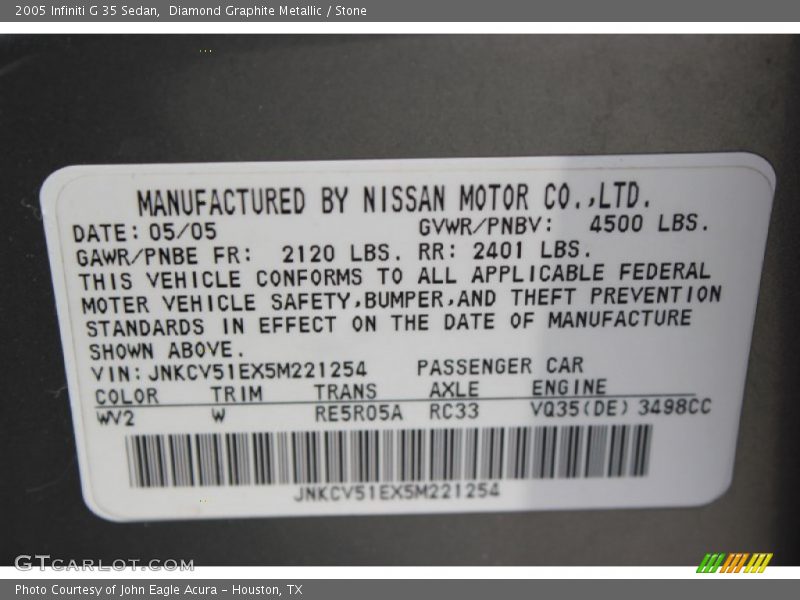 2005 Infiniti G 35 Sedan,  Diamond Graphite Metallic / Stone
MANUFACTURED BY NISSAN MOTOR CO.,LTD.
DATE: 05/05 GVWR/PNBV: 4500 LBS.
GAWR/PNBE FR: 2120 LBS. RR: 2401 LBS.
THIS VEHICLE CONFORMS TO ALL APPLICABLE FEDERAL
MOTER VEHICLE SAFETY,BUMPER,AND THEFT PREVENTION
STANDARDS IN EFFECT ON THE DATE OF MANUFACTURE
SHOWN ABOVE.
VIN: JNKCV51EX5M221254 PASSENGER CAR
COLOR TRIM TRANS AXLE ENGINE
WV2 W RE5R05A RC33 VQ35(DE) 3498CC
JNKCV51EX5M221254
GTCARLOT.COM
Photo Courtesy of John Eagle Acura - Houston, TX